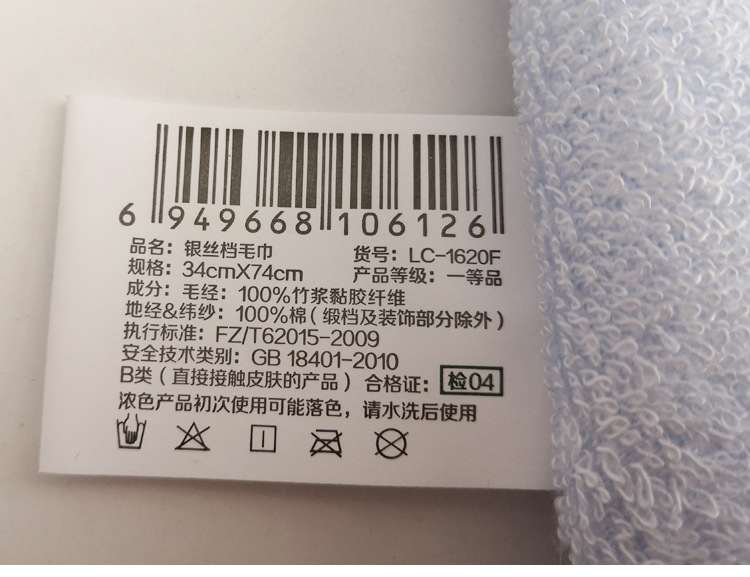 6 949668 106126
品名：银丝档毛巾 货号：LC-1620F
规格：34cmX74cm 产品等级：一等品
成分：毛经：100%竹浆黏胶纤维
地经&纬纱：100%棉（缎档及装饰部分除外）
执行标准：FZ/T62015-2009
安全技术类别：GB 18401-2010
B类（直接接触皮肤的产品）合格证：检04
浓色产品初次使用可能落色，请水洗后使用